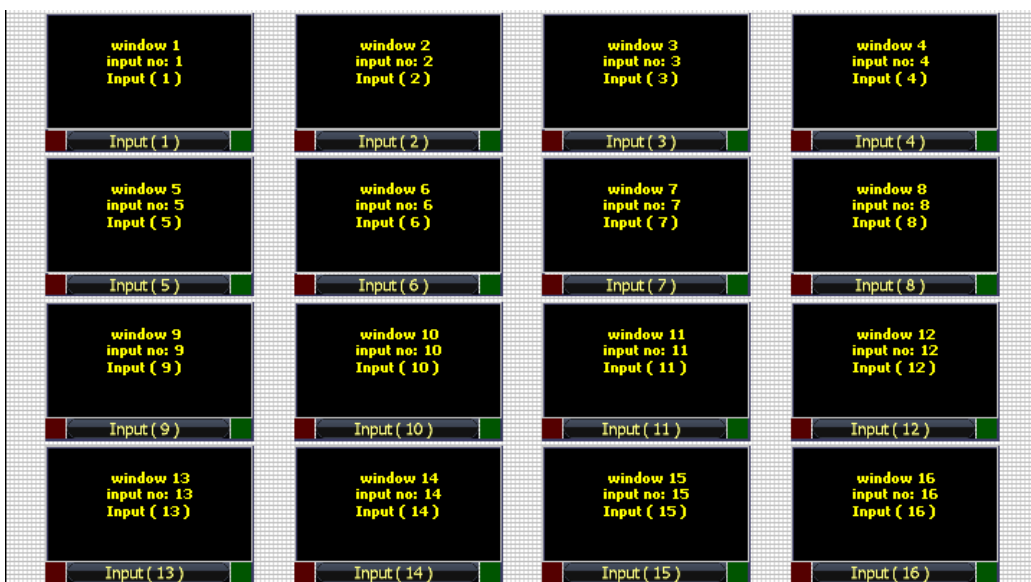 window 1
input no: 1
Input ( 1 )
Input ( 1 )
window 2
input no: 2
Input ( 2 )
Input ( 2 )
window 3
input no: 3
Input ( 3 )
Input ( 3 )
window 4
input no: 4
Input ( 4 )
Input ( 4 )
window 5
input no: 5
Input ( 5 )
Input ( 5 )
window 6
input no: 6
Input ( 6 )
Input ( 6 )
window 7
input no: 7
Input ( 7 )
Input ( 7 )
window 8
input no: 8
Input ( 8 )
Input ( 8 )
window 9
input no: 9
Input ( 9 )
Input ( 9 )
window 10
input no: 10
Input ( 10 )
Input ( 10 )
window 11
input no: 11
Input ( 11 )
Input ( 11 )
window 12
input no: 12
Input ( 12 )
Input ( 12 )
window 13
input no: 13
Input ( 13 )
Input ( 13 )
window 14
input no: 14
Input ( 14 )
Input ( 14 )
window 15
input no: 15
Input ( 15 )
Input ( 15 )
window 16
input no: 16
Input ( 16 )
Input ( 16 )